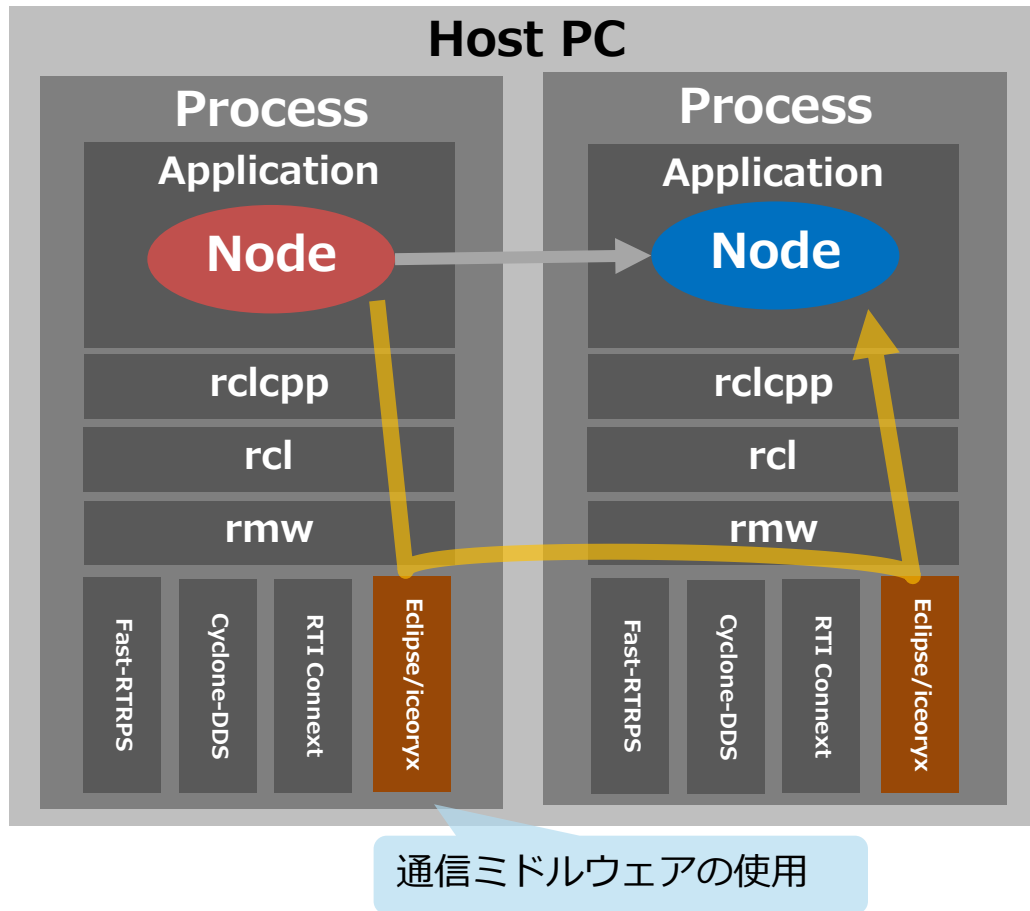 Host PC
Process
Application
Node
rclcpp
rcl
rmw
Fast-RTRPS
Cyclone-DDS
RTI Connext
Eclipse/iceoryx
Process
Application
Node
rclcpp
rcl
rmw
Fast-RTRPS
Cyclone-DDS
RTI Connext
Eclipse/iceoryx
通信ミドルウェアの使用